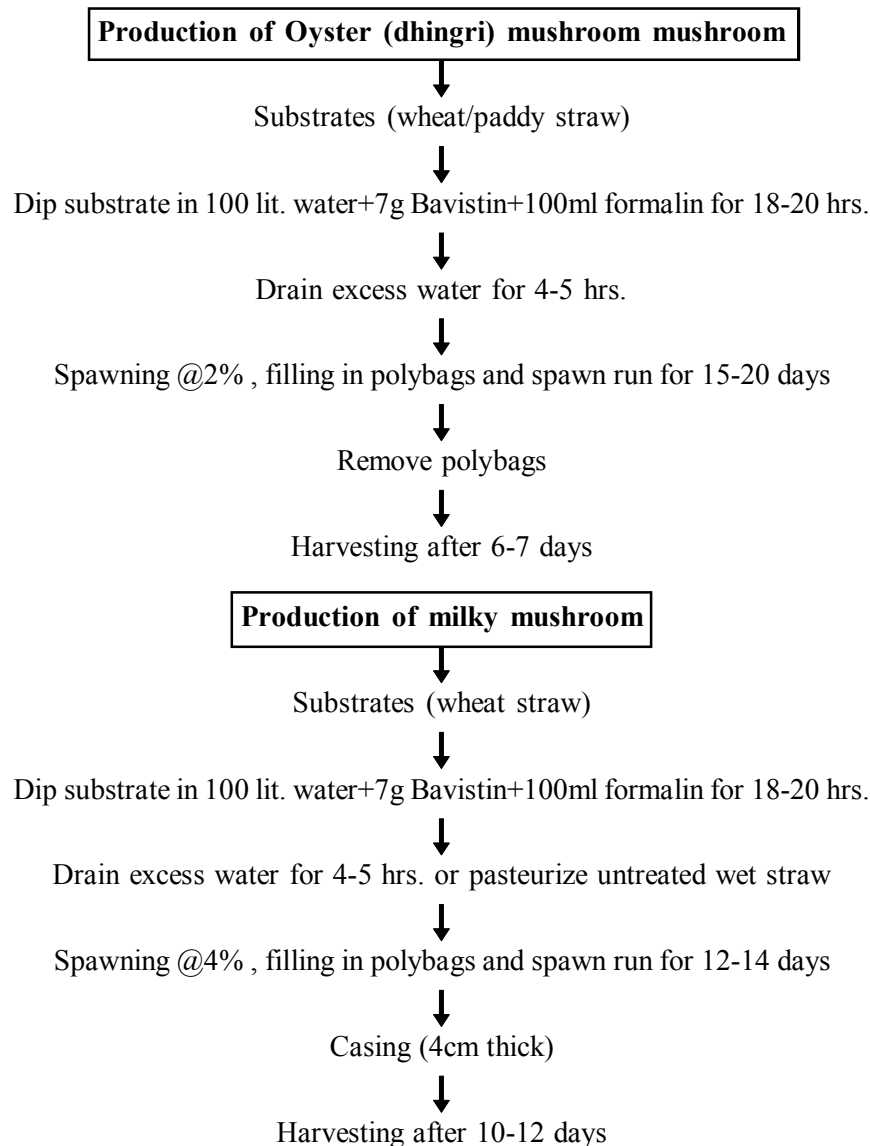 Production of Oyster (dhingri) mushroom mushroom
Substrates (wheat/paddy straw)
Dip substrate in 100 lit. water+7g Bavistin+100ml formalin for 18-20 hrs.
Drain excess water for 4-5 hrs.
Spawning @2% , filling in polybags and spawn run for 15-20 days
Remove polybags
Harvesting after 6-7 days
Production of milky mushroom
Substrates (wheat straw)
Dip substrate in 100 lit. water+7g Bavistin+100ml formalin for 18-20 hrs.
Drain excess water for 4-5 hrs. or pasteurize untreated wet straw
Spawning @4% , filling in polybags and spawn run for 12-14 days
Casing (4cm thick)
Harvesting after 10-12 days